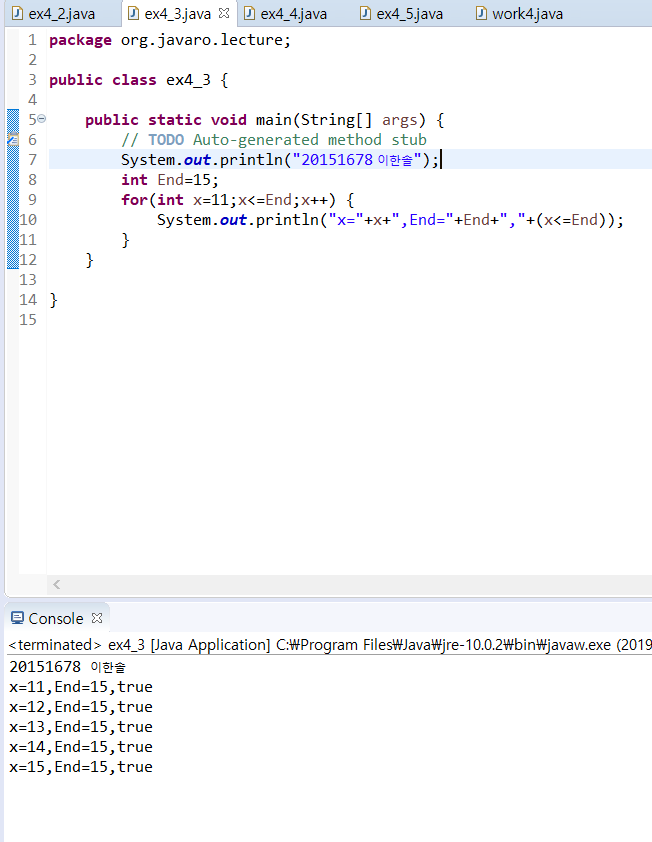 ex4_2.java ex4_3.java ex4_4.java ex4_5.java work4.java
1 package org.javaro.lecture;
2
3 public class ex4_3 {
4
5 public static void main(String[] args) {
6 // TODO Auto-generated method stub
7 System.out.println("20151678 이한솔");
8 int End=15;
9 for(int x=11;x<=End;x++) {
10 System.out.println("x="+x+",End="+End+","+(x<=End));
11 }
12 }
13
14 }
15
Console
<terminated> ex4_3 [Java Application] C:₩Program Files₩Java₩jre-10.0.2₩bin₩javaw.exe (2019
20151678 이한솔
x=11,End=15,true
x=12,End=15,true
x=13,End=15,true
x=14,End=15,true
x=15,End=15,true